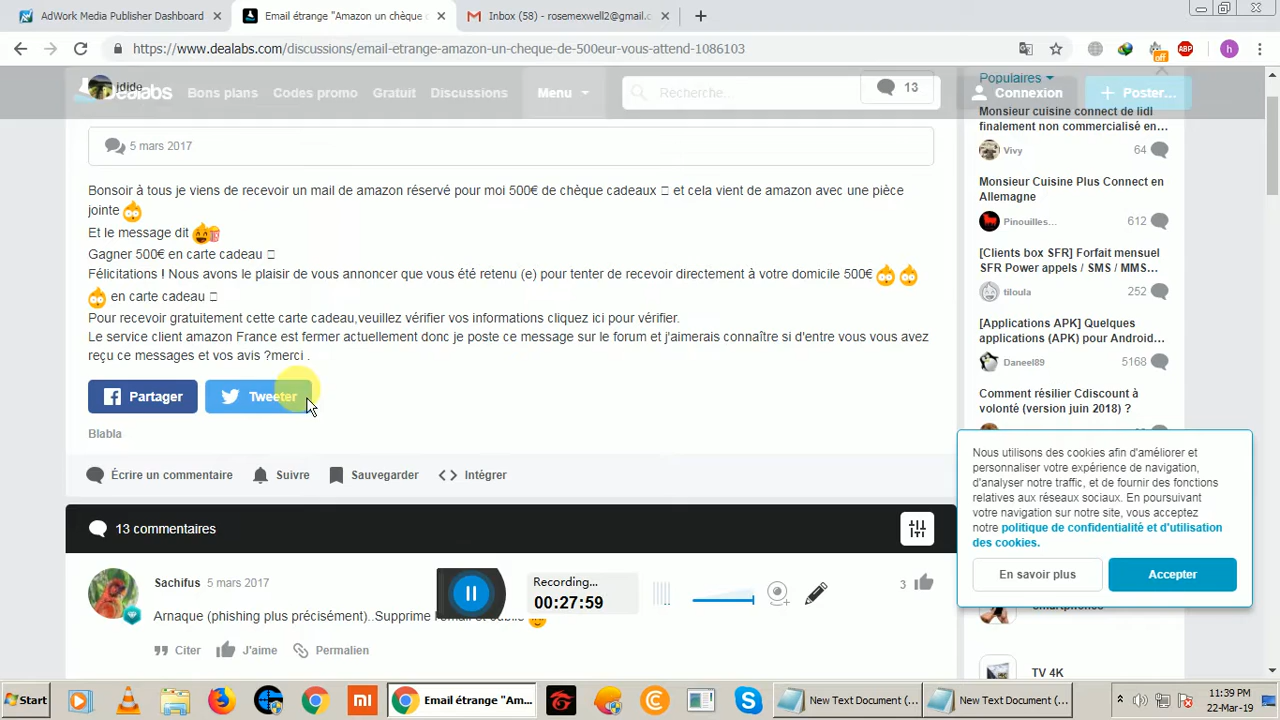 AdWork Media Publisher Dashboard
Email étrange "Amazon un chèque
Inbox (58) - rosemexwell2@gmail.c
https://www.dealabs.com/discussions/email-etrange-amazon-un-cheque-de-500eur-vous-attend-1086103
off
ABP
h
jdide
Dealabs
Bons plans
Codes promo
Gratuit
Discussions
Menu
Recherche...
13
Populaires
Connexion
Poster...
5 mars 2017
Bonsoir à tous je viens de recevoir un mail de amazon réservé pour moi 500€ de chèque cadeaux et cela vient de amazon avec une pièce
jointe
Et le message dit
Gagner 500€ en carte cadeau
Félicitations ! Nous avons le plaisir de vous annoncer que vous été retenu (e) pour tenter de recevoir directement à votre domicile 500€
en carte cadeau
Pour recevoir gratuitement cette carte cadeau,veuillez vérifier vos informations cliquez ici pour vérifier.
Le service client amazon France est fermer actuellement donc je poste ce message sur le forum et j'aimerais connaître si d'entre vous vous avez
reçu ce messages et vos avis ?merci .
Partager
Tweeter
Blabla
Écrire un commentaire
Suivre
Sauvegarder
Intégrer
13 commentaires
Sachifus
5 mars 2017
3
Arnaque (phishing plus précisément)..Supprime l'email et oublie
Citer
J'aime
Permalien
Recording...
00:27:59
Monsieur cuisine connect de lidl
finalement non commercialisé en...
Vivy
64
Monsieur Cuisine Plus Connect en
Allemagne
Pinouilles...
612
[Clients box SFR] Forfait mensuel
SFR Power appels / SMS / MMS...
tiloula
252
[Applications APK] Quelques
applications (APK) pour Android...
Daneel89
5168
Comment résilier Cdiscount à
volonté (version juin 2018) ?
Nous utilisons des cookies afin d'améliorer et
personnaliser votre expérience de navigation,
d'analyser notre traffic, et de fournir des fonctions
relatives aux réseaux sociaux. En poursuivant
votre navigation sur notre site, vous acceptez
notre politique de confidentialité et d'utilisation
des cookies.
En savoir plus
Accepter
Smartphones
TV 4K
Start
Email étrange "Am...
New Text Document (...
New Text Document (...
11:39 PM
22-Mar-19